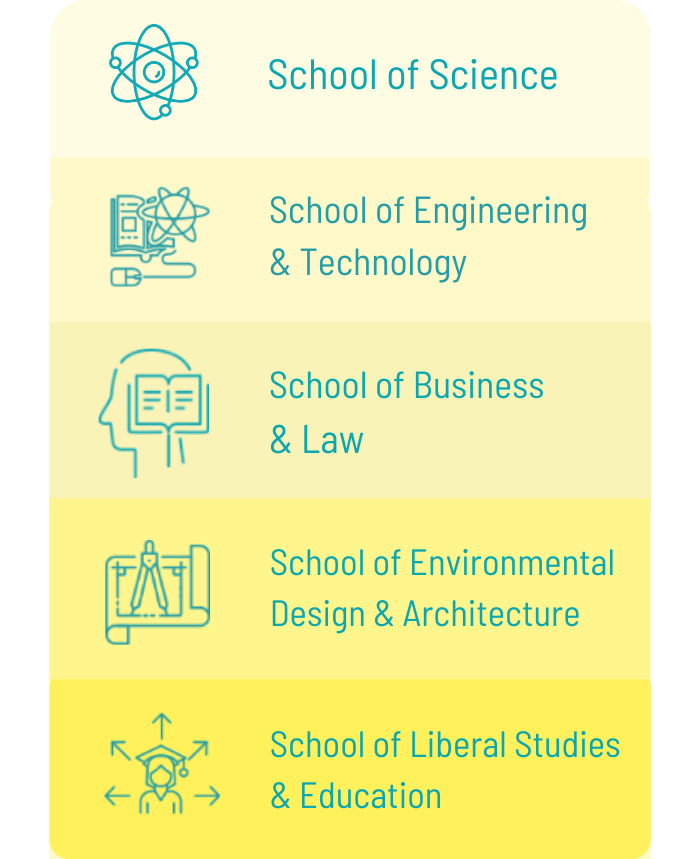 School of Science
School of Engineering
& Technology
School of Business
& Law
School of Environmental
Design & Architecture
School of Liberal Studies
& Education